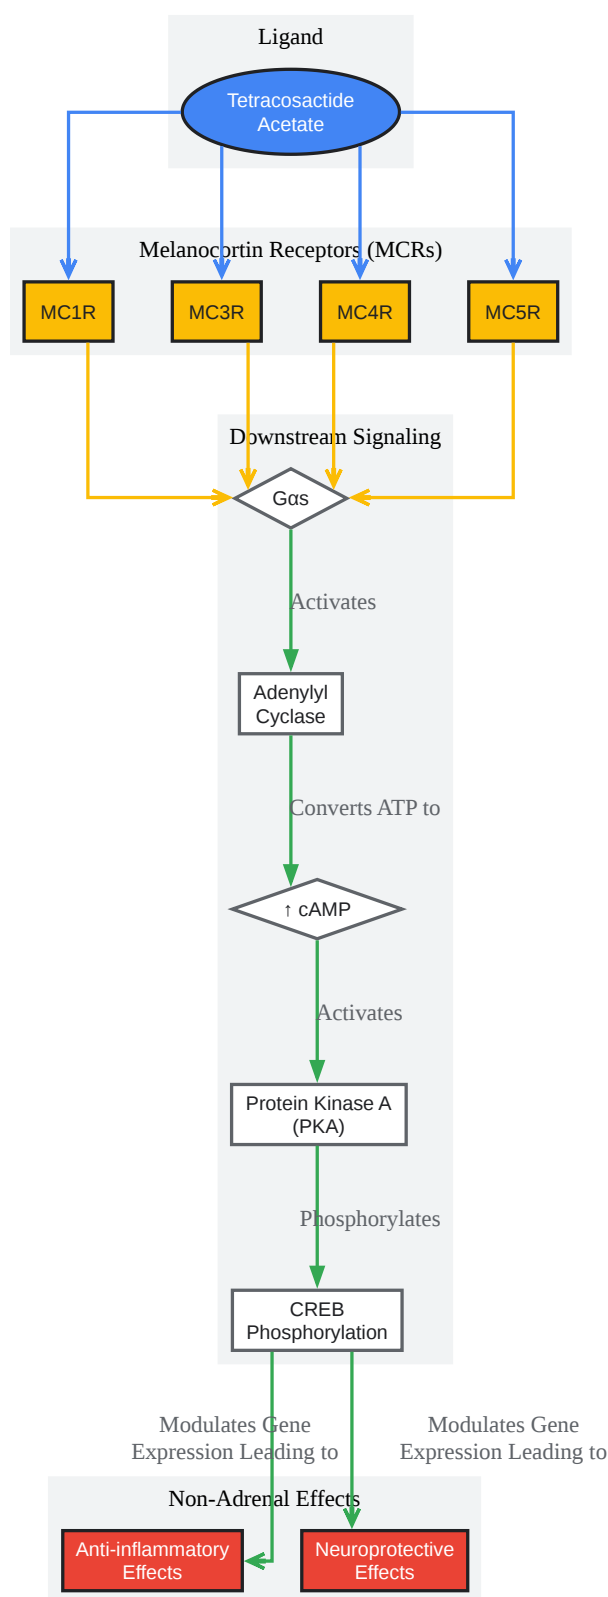 Ligand
Tetracosactide
Acetate
Melanocortin Receptors (MCRs)
MC1R
MC3R
MC4R
MC5R
Downstream Signaling
Gαs
Activates
Adenylyl
Cyclase
Converts ATP to
↑ cAMP
Activates
Protein Kinase A
(PKA)
Phosphorylates
CREB
Phosphorylation
Modulates Gene
Expression Leading to
Modulates Gene
Expression Leading to
Non-Adrenal Effects
Anti-inflammatory
Effects
Neuroprotective
Effects